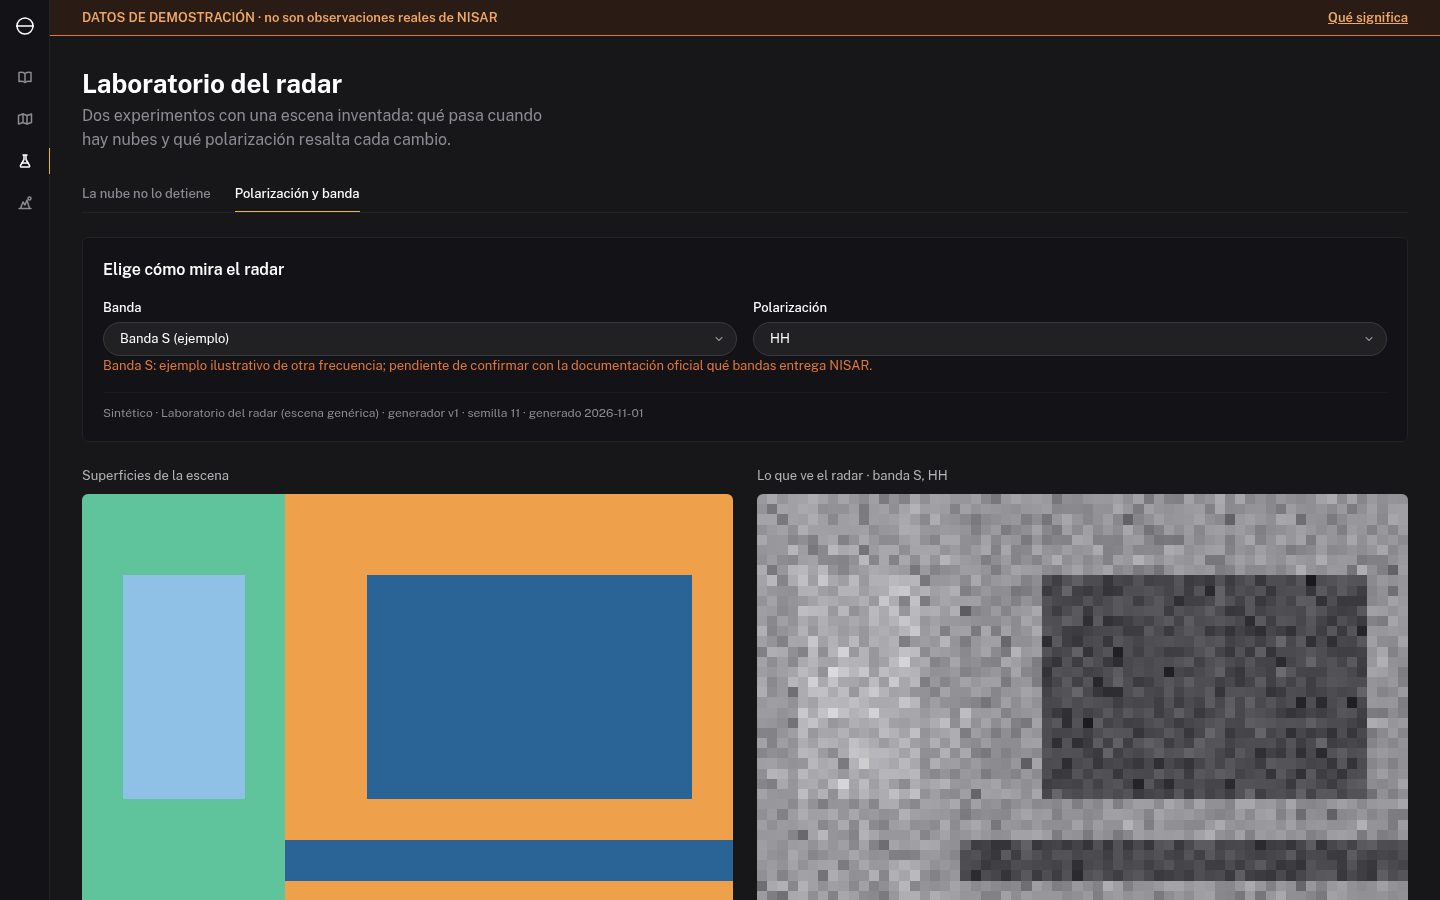 DATOS DE DEMOSTRACIÓN · no son observaciones reales de NISAR
Qué significa
Laboratorio del radar
Dos experimentos con una escena inventada: qué pasa cuando
hay nubes y qué polarización resalta cada cambio.
La nube no lo detiene
Polarización y banda
Elige cómo mira el radar
Banda
Polarización
Banda S (ejemplo)
HH
Banda S: ejemplo ilustrativo de otra frecuencia; pendiente de confirmar con la documentación oficial qué bandas entrega NISAR.
Sintético · Laboratorio del radar (escena genérica) · generador v1 · semilla 11 · generado 2026-11-01
Superficies de la escena
Lo que ve el radar · banda S, HH